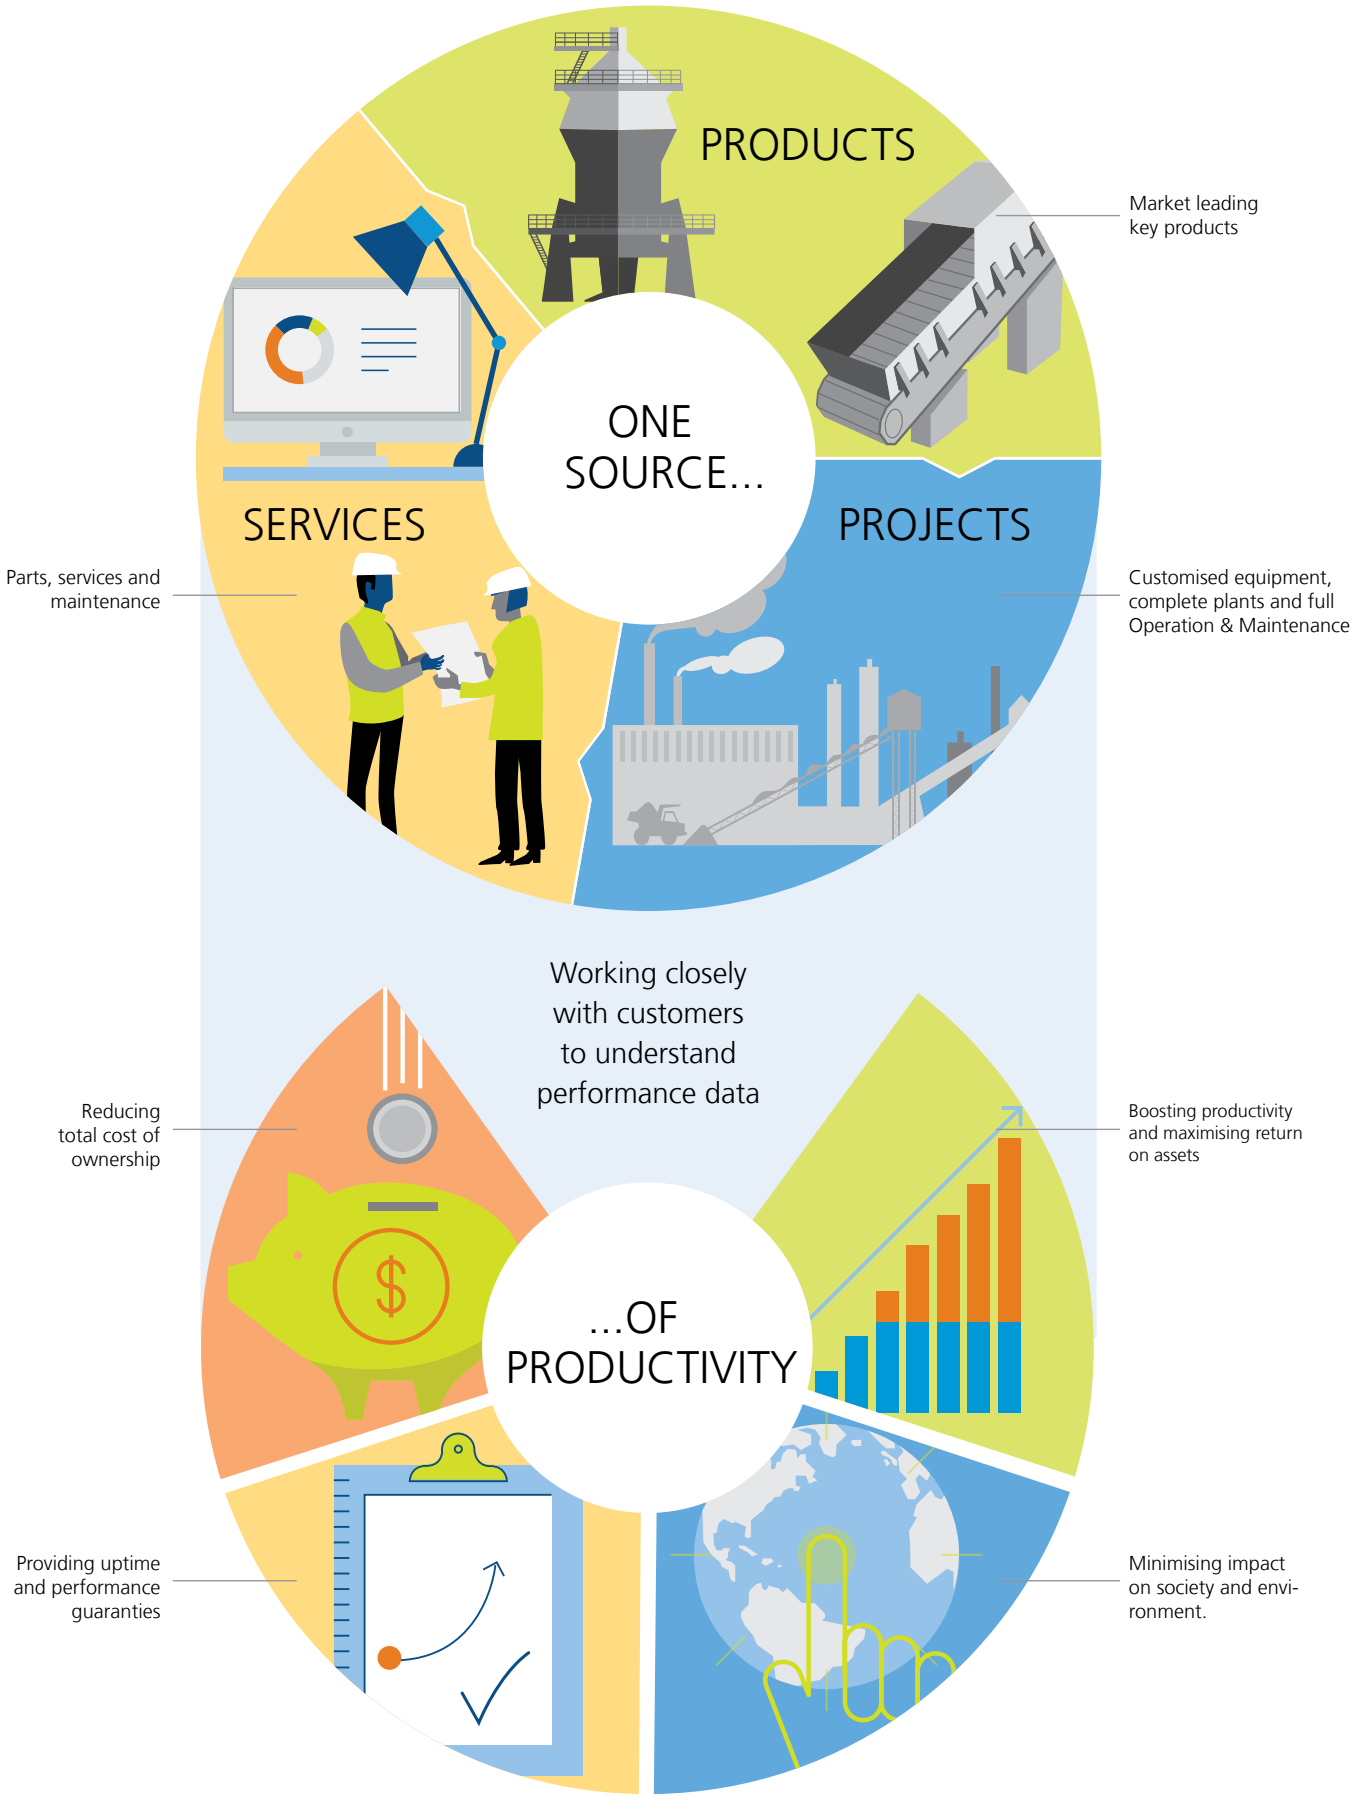 PRODUCTS
Market leading
key products
ONE
SOURCE...
SERVICES
PROJECTS
Parts, services and
maintenance
Customised equipment,
complete plants and full
Operation & Maintenance
Working closely
with customers
to understand
performance data
Reducing
total cost of
ownership
Boosting productivity
and maximising return
on assets
$
...OF
PRODUCTIVITY
Providing uptime
and performance
guaranties
Minimising impact
on society and envi-
ronment.